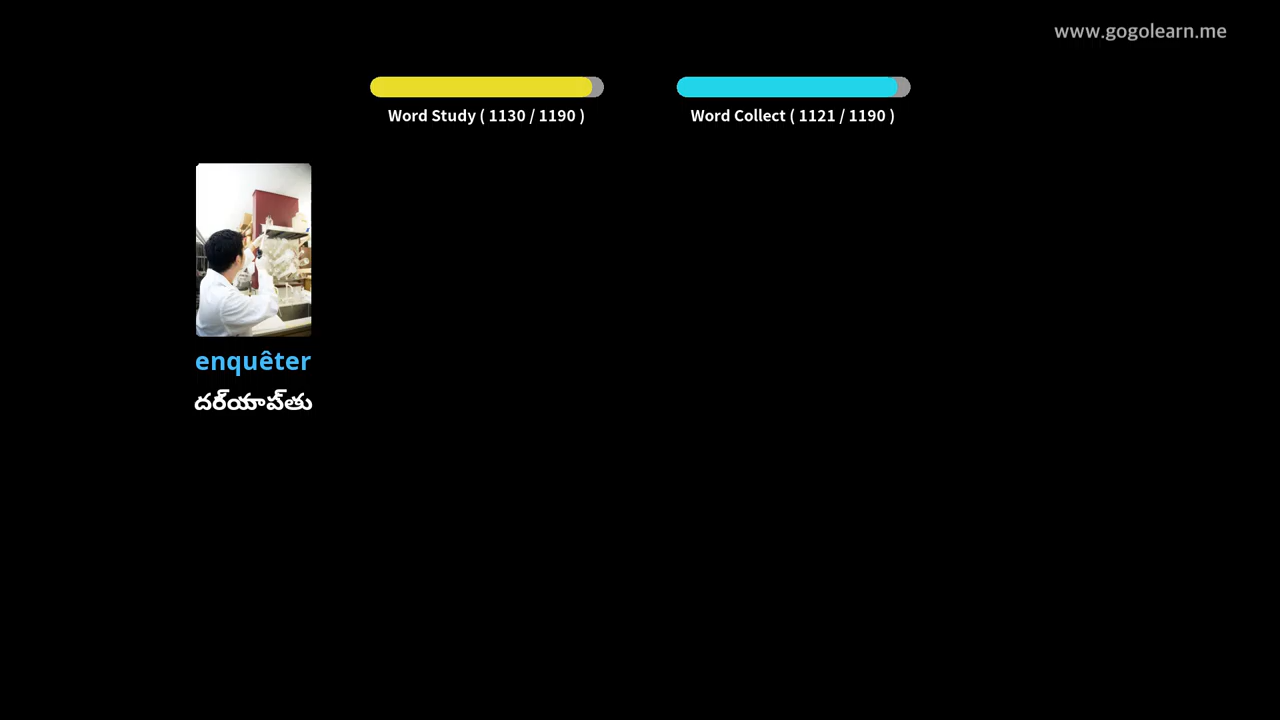 www.gogolearn.me
Word Study ( 1130 / 1190 )
Word Collect ( 1121 / 1190 )
enquêter
దర్‌యాప్‌తు